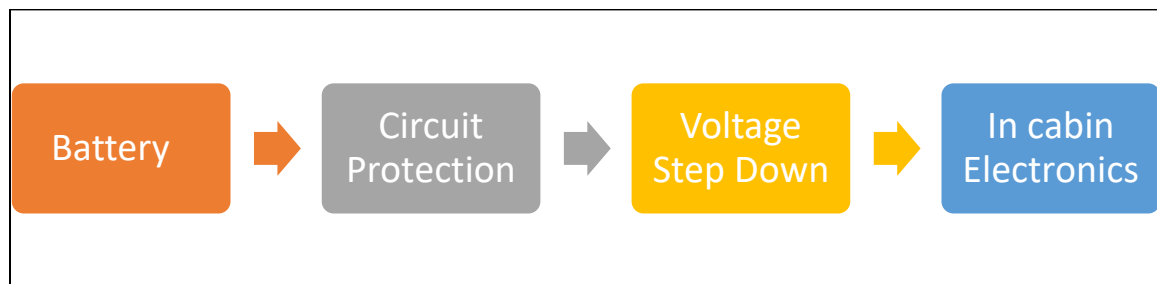 Battery
Circuit
Protection
Voltage
Step Down
In cabin
Electronics